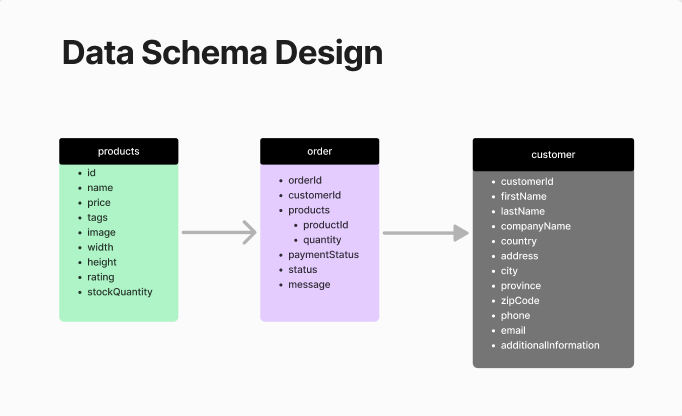 Data Schema Design
products
• id
• name
• price
• tags
• image
• width
• height
• rating
• stockQuantity
order
• orderId
• customerId
• products
• productId
• quantity
• paymentStatus
• status
• message
customer
• customerId
• firstName
• lastName
• companyName
• country
• address
• city
• province
• zipCode
• phone
• email
• additionalInformation